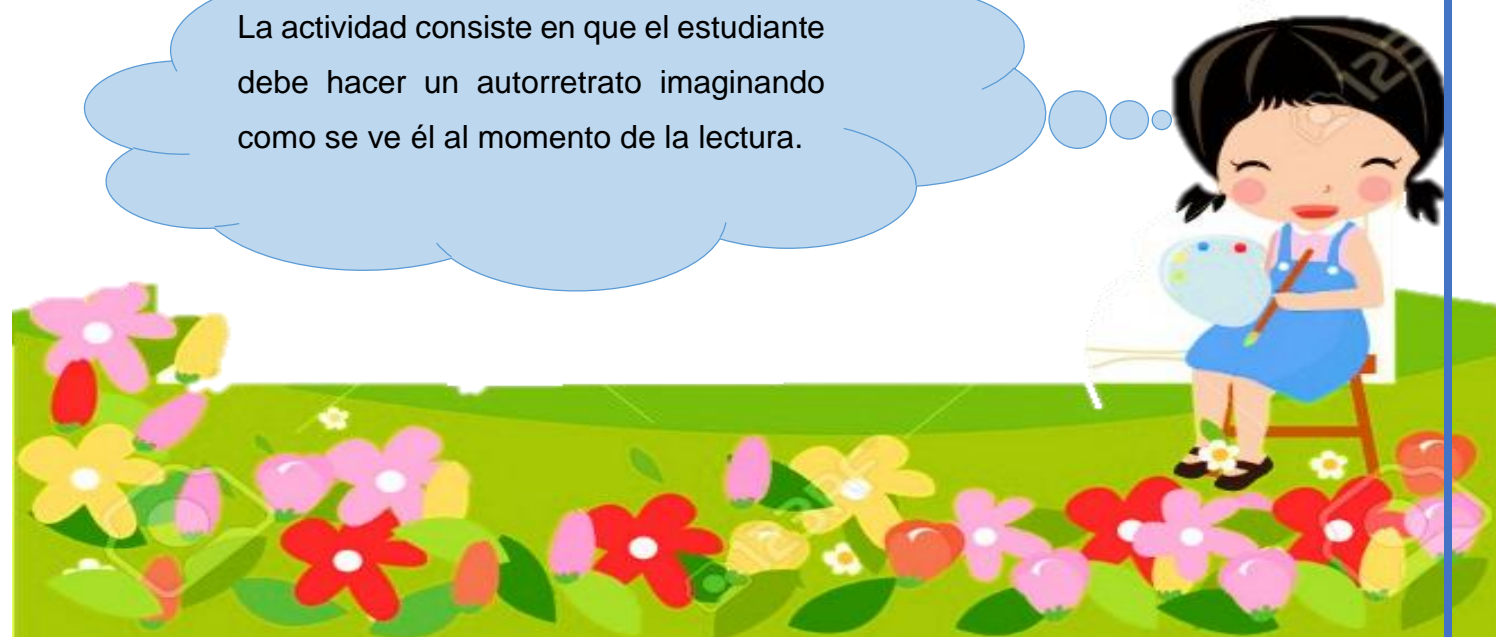 La actividad consiste en que el estudiante
debe hacer un autorretrato imaginando
como se ve él al momento de la lectura.